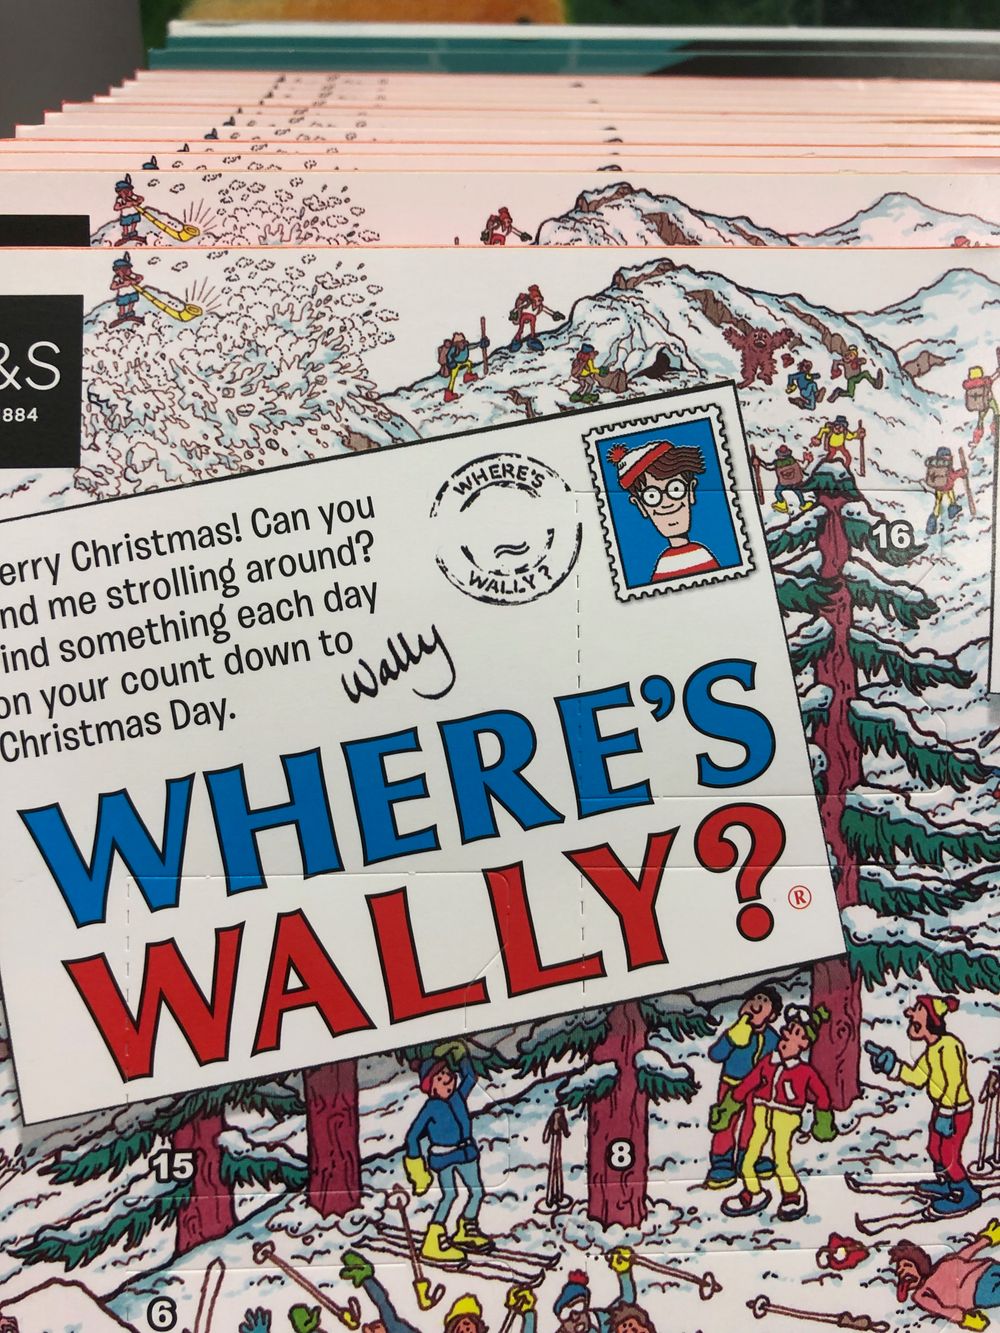 &S
884
erry Christmas! Can you
nd me strolling around?
ind something each day
on your count down to
Christmas Day.
Wally
WHERE'S
WALLY?
WHERE'S
WALLY?®
16
15
8
6